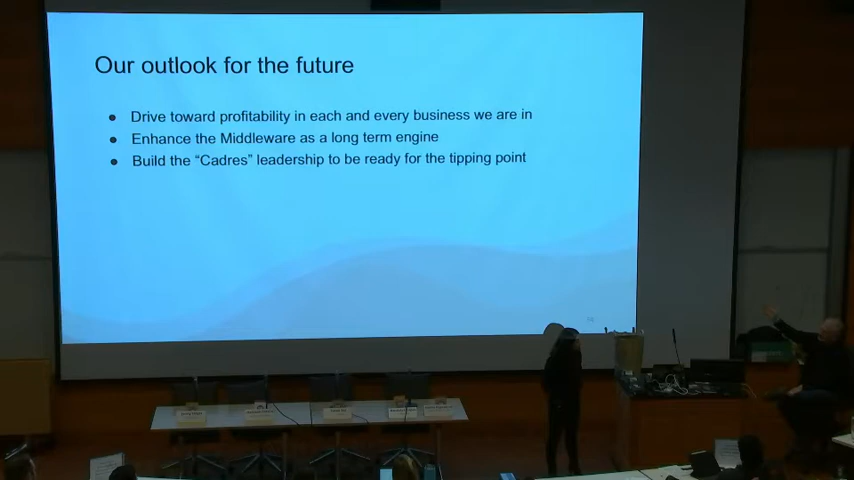 Our outlook for the future
● Drive toward profitability in each and every business we are in
● Enhance the Middleware as a long term engine
● Build the “Cadres” leadership to be ready for the tipping point